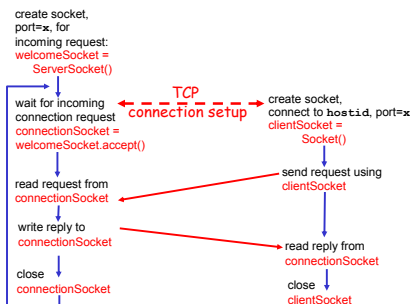 create socket,
port=x, for
incoming request:
welcomeSocket =
ServerSocket()
TCP
connection setup
wait for incoming
connection request
connectionSocket =
welcomeSocket.accept()
create socket,
connect to hostid, port=x
clientSocket =
Socket()
read request from
connectionSocket
send request using
clientSocket
write reply to
connectionSocket
read reply from
connectionSocket
close
connectionSocket
close
clientSocket